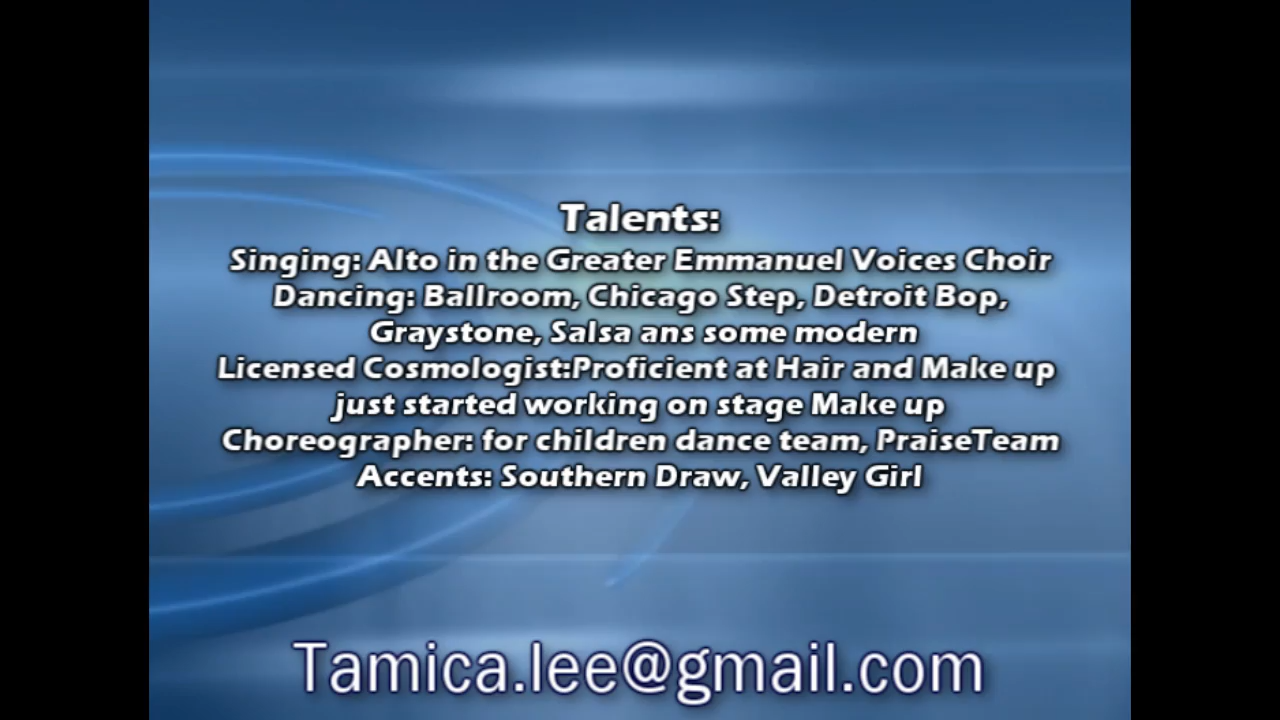 Talents:
Singing: Alto in the Greater Emmanuel Voices Choir
Dancing: Ballroom, Chicago Step, Detroit Bop,
Graystone, Salsa ans some modern
Licensed Cosmologist:Proficient at Hair and Make up
just started working on stage Make up
Choreographer: for children dance team, PraiseTeam
Accents: Southern Draw, Valley Girl
Tamica.lee@gmail.com